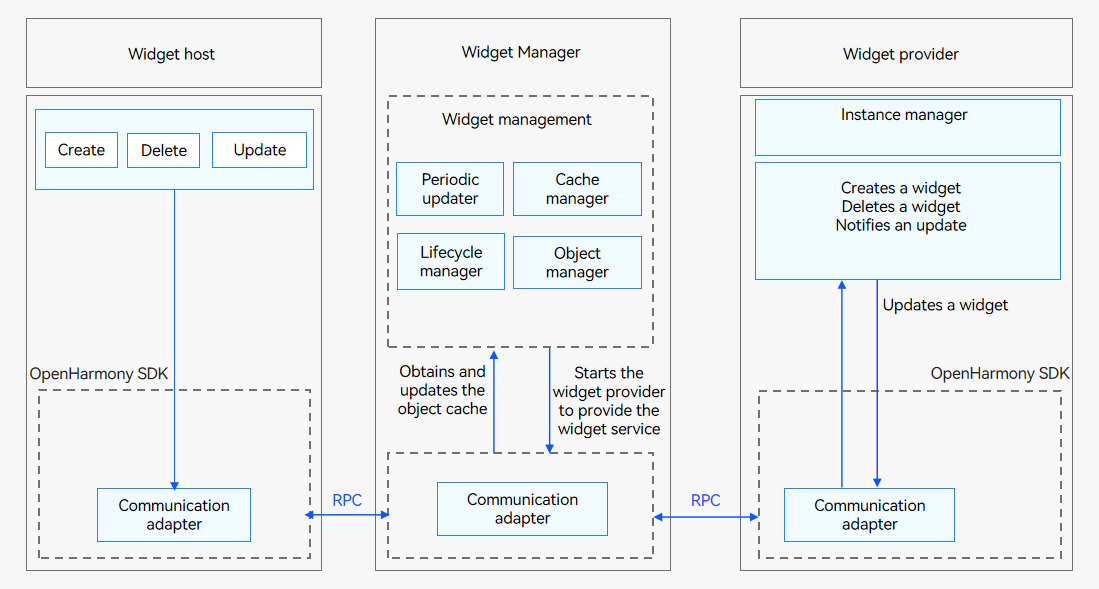 Widget host
Create
Delete
Update
OpenHarmony SDK
Communication
adapter
RPC
Widget Manager
Widget management
Periodic
updater
Cache
manager
Lifecycle
manager
Object
manager
Obtains and
updates the
object cache
Starts the
widget provider
to provide the
widget service
Communication
adapter
RPC
Widget provider
Instance manager
Creates a widget
Deletes a widget
Notifies an update
Updates a widget
OpenHarmony SDK
Communication
adapter